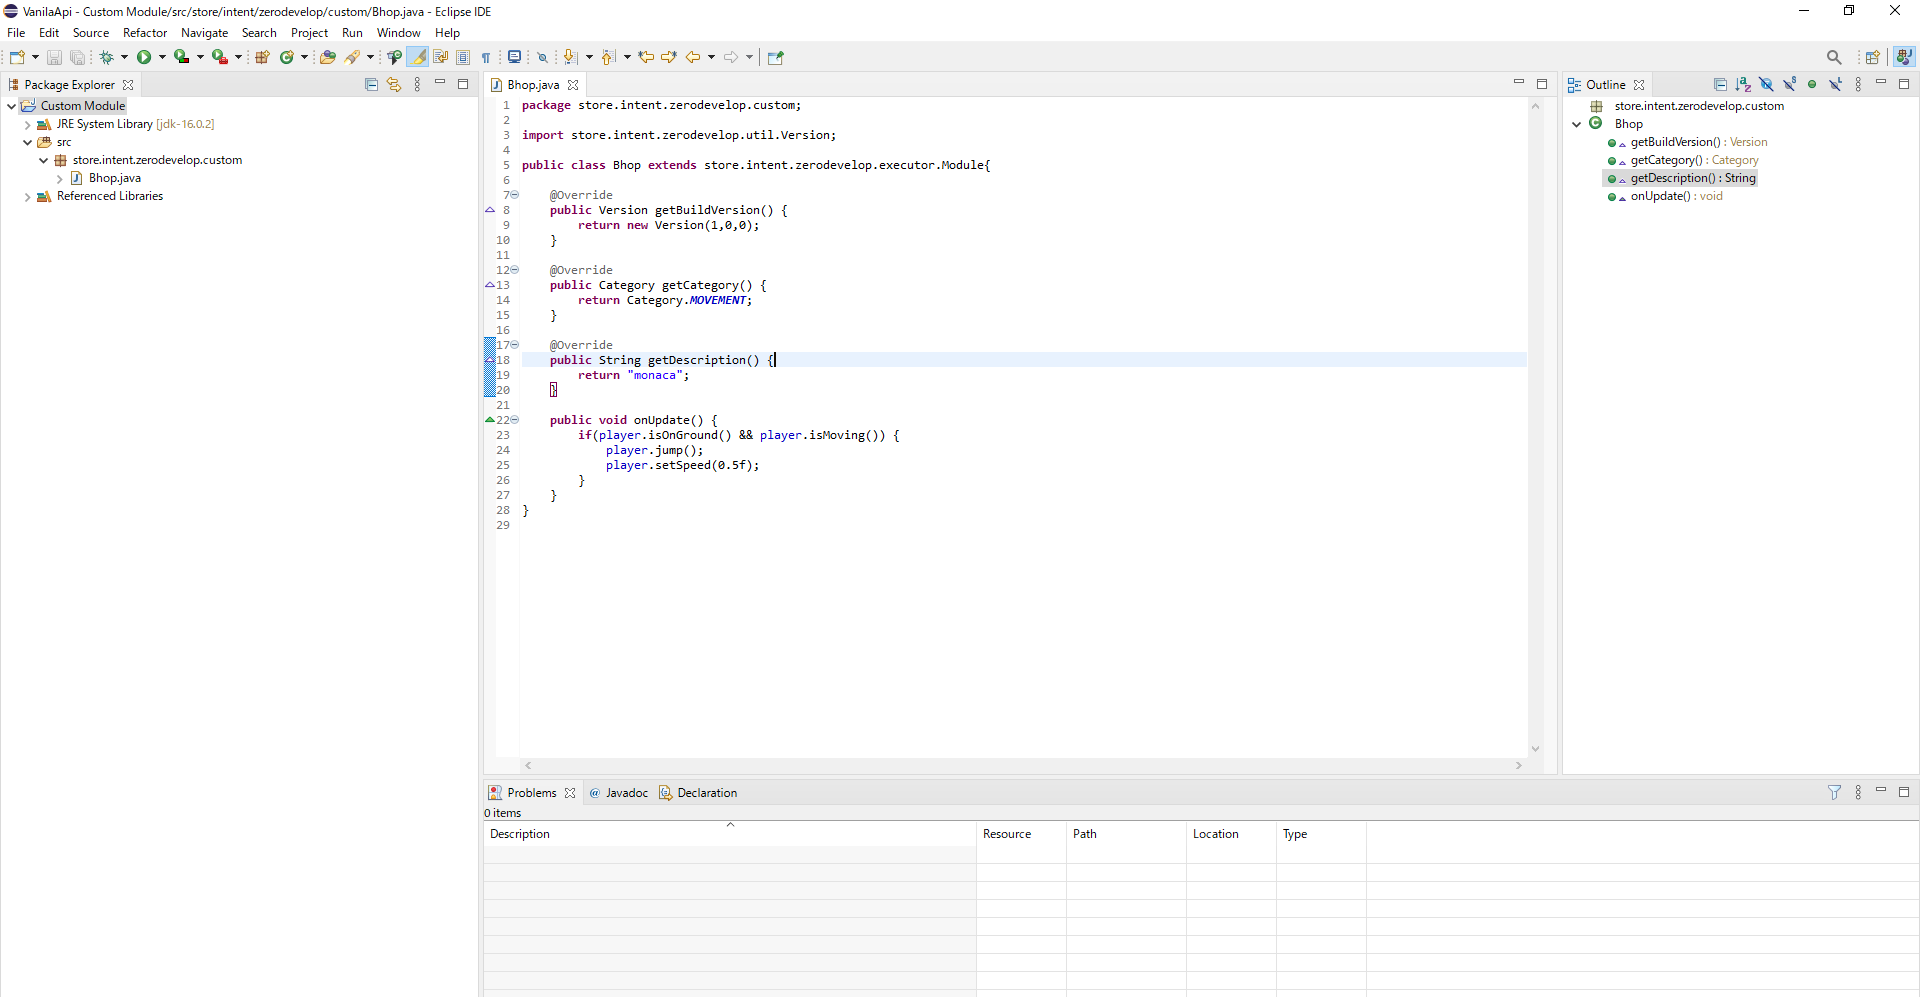 VanilaApi - Custom Module/src/store/intent/zerodevelop/custom/Bhop.java - Eclipse IDE
File Edit Source Refactor Navigate Search Project Run Window Help
Package Explorer
Custom Module
JRE System Library [jdk-16.0.2]
src
store.intent.zerodevelop.custom
Bhop.java
Referenced Libraries
Bhop.java
1 package store.intent.zerodevelop.custom;
2
3 import store.intent.zerodevelop.util.Version;
4
5 public class Bhop extends store.intent.zerodevelop.executor.Module{
6
7 @Override
8 public Version getBuildVersion() {
9 return new Version(1,0,0);
10 }
11
12 @Override
13 public Category getCategory() {
14 return Category.MOVEMENT;
15 }
16
17 @Override
18 public String getDescription() {
19 return "monaca";
20 }
21
22 public void onUpdate() {
23 if(player.isOnGround() && player.isMoving()) {
24 player.jump();
25 player.setSpeed(0.5f);
26 }
27 }
28 }
29
Outline
store.intent.zerodevelop.custom
Bhop
getBuildVersion() : Version
getCategory() : Category
getDescription() : String
onUpdate() : void
Problems @ Javadoc Declaration
0 items
Description Resource Path Location Type